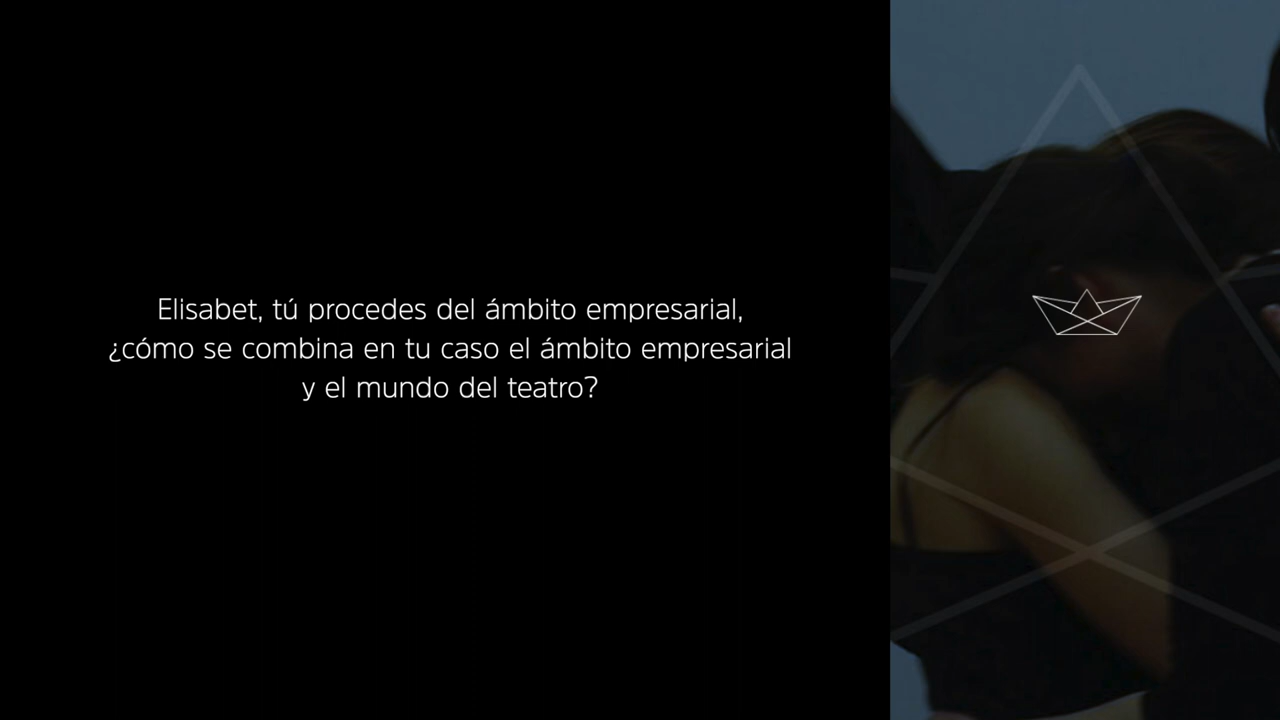 Elisabet, tú procedes del ámbito empresarial,
¿cómo se combina en tu caso el ámbito empresarial
y el mundo del teatro?